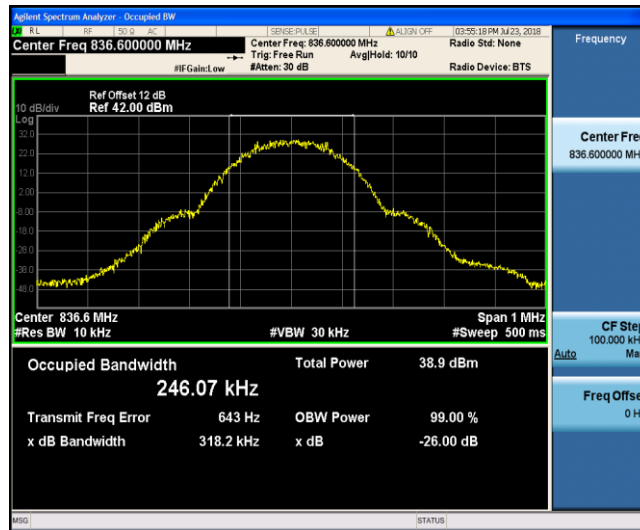 Agilent Spectrum Analyzer - Occupied BW
RL RF 50 Ω AC SENSE:PULSE ALIGN OFF 03:55:18 PM Jul 23, 2018
Center Freq 836.600000 MHz Center Freq: 836.600000 MHz Radio Std: None Frequency
Trig: Free Run Avg|Hold: 10/10
#IFGain:Low #Atten: 30 dB Radio Device: BTS
Ref Offset 12 dB
10 dB/div Ref 42.00 dBm
Log
32.0
22.0
12.0
2.00
-8.00
-18.0
-28.0
-38.0
-48.0
Center Fre
836.600000 MH
Center 836.6 MHz Span 1 MHz
#Res BW 10 kHz #VBW 30 kHz #Sweep 500 ms
CF Step
100.000 kH
Auto Ma
Occupied Bandwidth Total Power 38.9 dBm
246.07 kHz
Transmit Freq Error 643 Hz OBW Power 99.00 %
x dB Bandwidth 318.2 kHz x dB -26.00 dB
Freq Offse
0 H
MSG STATUS